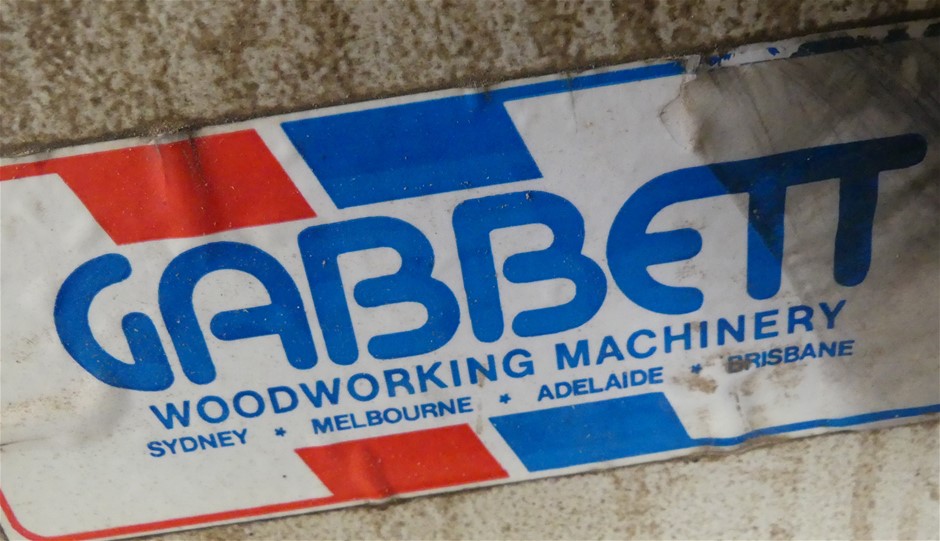 GABBETT
WOODWORKING MACHINERY
SYDNEY * MELBOURNE * ADELAIDE * BRISBANE